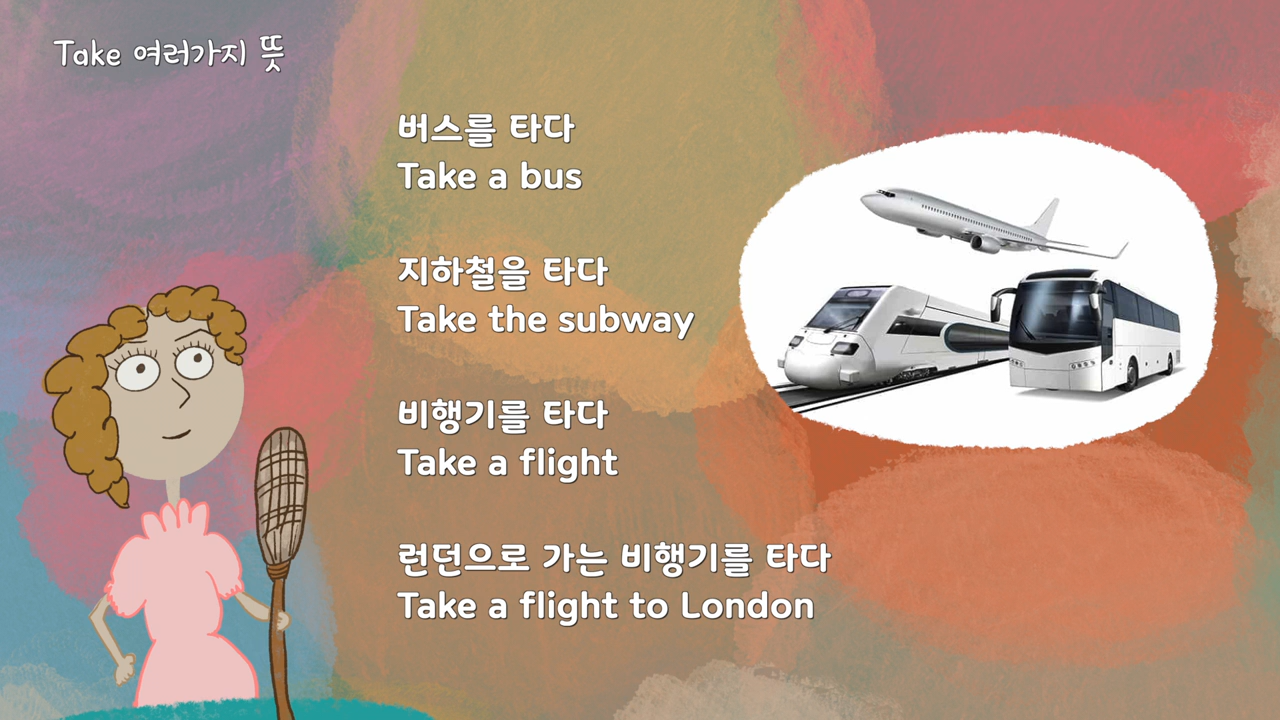 Take 여러가지 뜻
버스를 타다
Take a bus
지하철을 타다
Take the subway
비행기를 타다
Take a flight
런던으로 가는 비행기를 타다
Take a flight to London